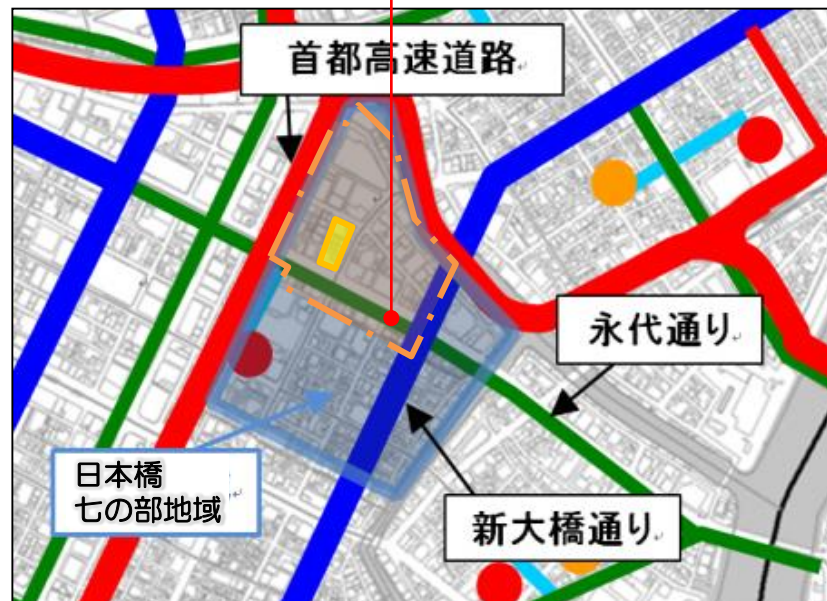 首都高速道路
永代通り
日本橋
七の部地域
新大橋通り